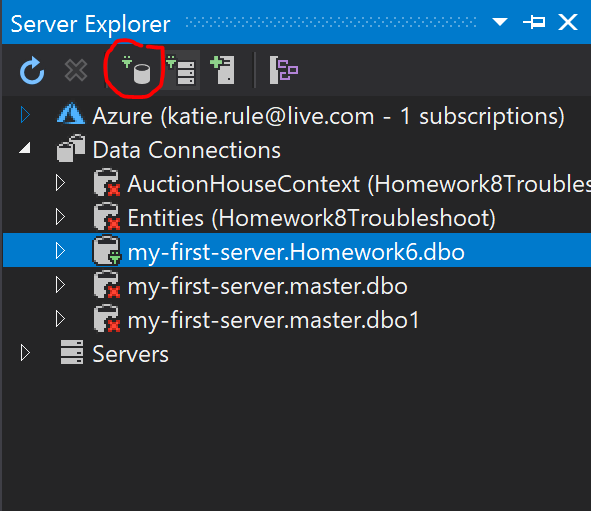 Server Explorer
Azure (katie.rule@live.com - 1 subscriptions)
Data Connections
AuctionHouseContext (Homework8Troubles
Entities (Homework8Troubleshoot)
my-first-server.Homework6.dbo
my-first-server.master.dbo
my-first-server.master.dbo1
Servers